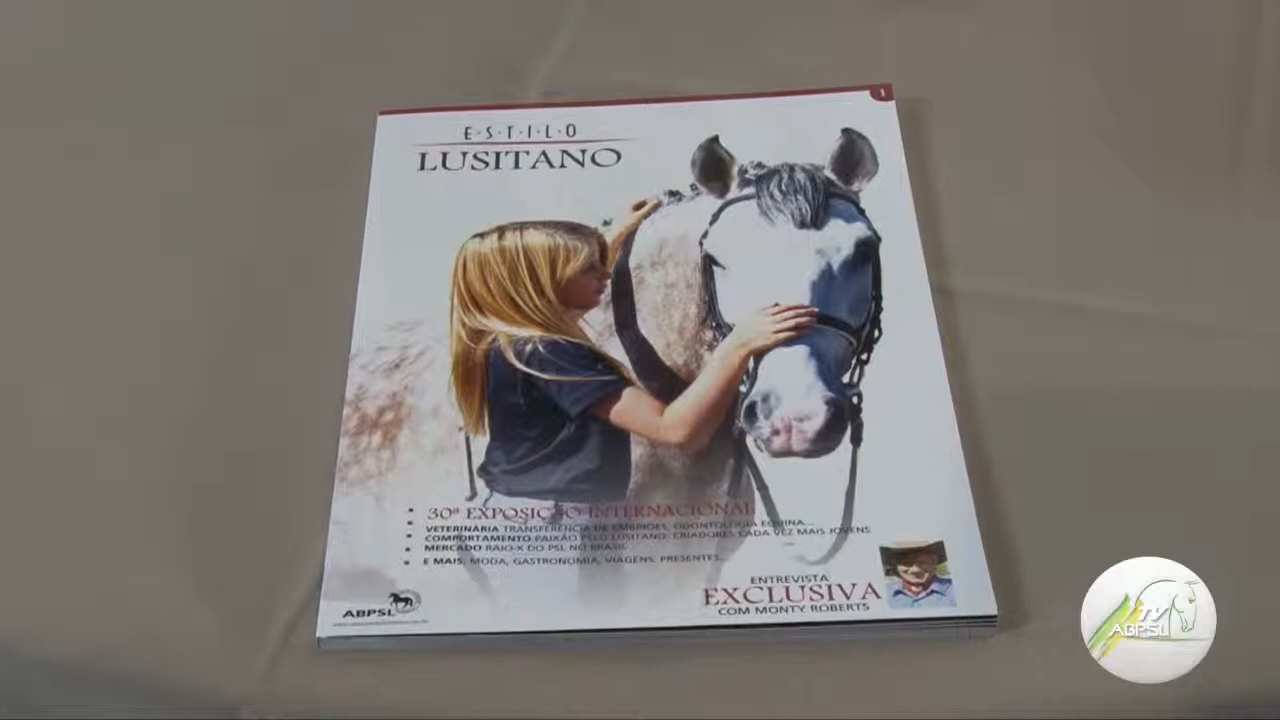 1
E·S·T·I·L·O
LUSITANO
30ª EXPOSIÇÃO INTERNACIONAL
VETERINÁRIA TRANSFERÊNCIA DE EMBRIÕES, ODONTOLOGIA EQUINA...
COMPORTAMENTO PAIXÃO PELO LUSITANO: CRIADORES CADA VEZ MAIS JOVENS
MERCADO RAIO-X DO PSL NO BRASIL
E MAIS, MODA, GASTRONOMIA, VIAGENS, PRESENTES...
ENTREVISTA
EXCLUSIVA
COM MONTY ROBERTS
ABPSL
TV
ABPSL